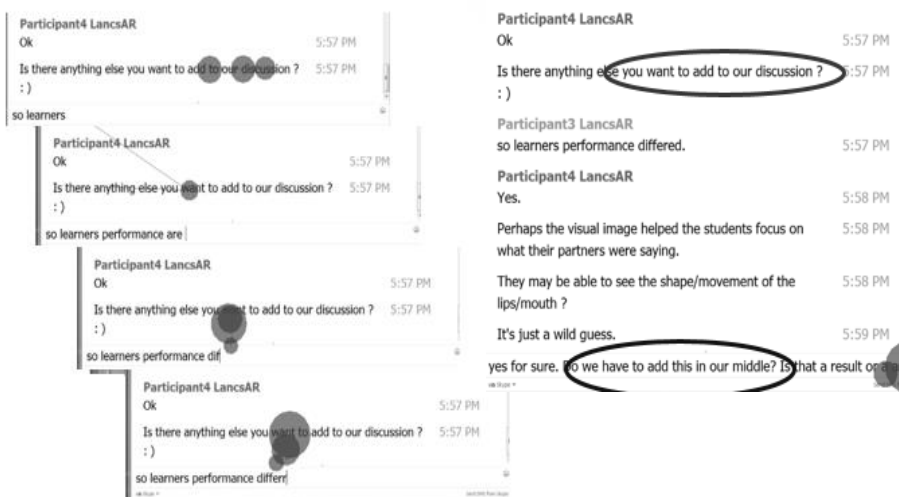 Participant4 LancsAR
Ok 5:57 PM
Is there anything else you want to add to our discussion ? 5:57 PM
: )
so learners
Participant4 LancsAR
Ok 5:57 PM
Is there anything else you want to add to our discussion ? 5:57 PM
: )
so learners performance are
Participant4 LancsAR
Ok 5:57 PM
Is there anything else you want to add to our discussion ? 5:57 PM
: )
so learners performance dif
Participant4 LancsAR
Ok 5:57 PM
Is there anything else you want to add to our discussion ? 5:57 PM
: )
so learners performance differr
Participant4 LancsAR
Ok 5:57 PM
Is there anything else you want to add to our discussion ? 5:57 PM
: )
Participant3 LancsAR
so learners performance differed. 5:57 PM
Participant4 LancsAR
Yes. 5:58 PM
Perhaps the visual image helped the students focus on 5:58 PM
what their partners were saying.
They may be able to see the shape/movement of the 5:58 PM
lips/mouth ?
It's just a wild guess. 5:59 PM
yes for sure. Do we have to add this in our middle? Is that a result or